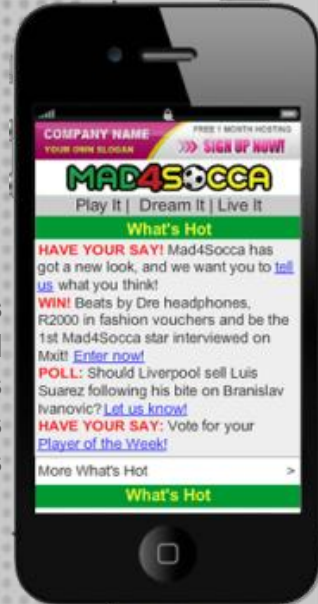 COMPANY NAME
YOUR OWN SLOGAN
FREE 1 MONTH HOSTING
>>> SIGN UP NOW!
MAD4SOCCA
Play It | Dream It | Live It
What's Hot
HAVE YOUR SAY! Mad4Socca has
got a new look, and we want you to tell
us what you think!
WIN! Beats by Dre headphones,
R2000 in fashion vouchers and be the
1st Mad4Socca star interviewed on
Mxit! Enter now!
POLL: Should Liverpool sell Luis
Suarez following his bite on Branislav
Ivanovic? Let us know!
HAVE YOUR SAY: Vote for your
Player of the Week!
More What's Hot >
What's Hot